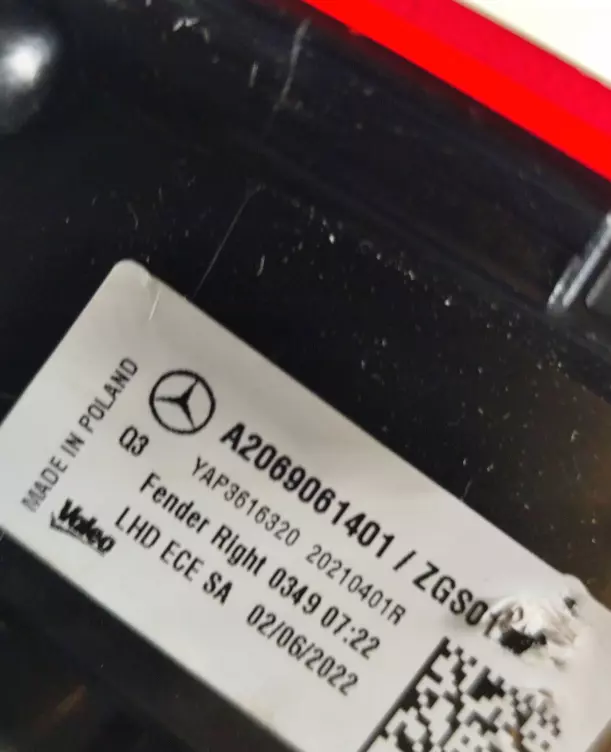 MADE IN POLAND
A2069061401 / ZGS01
Q3
YAP3616320 20210401R
Fender Right 0349 07:22
LHD ECE SA 02/06/2022
Valeo